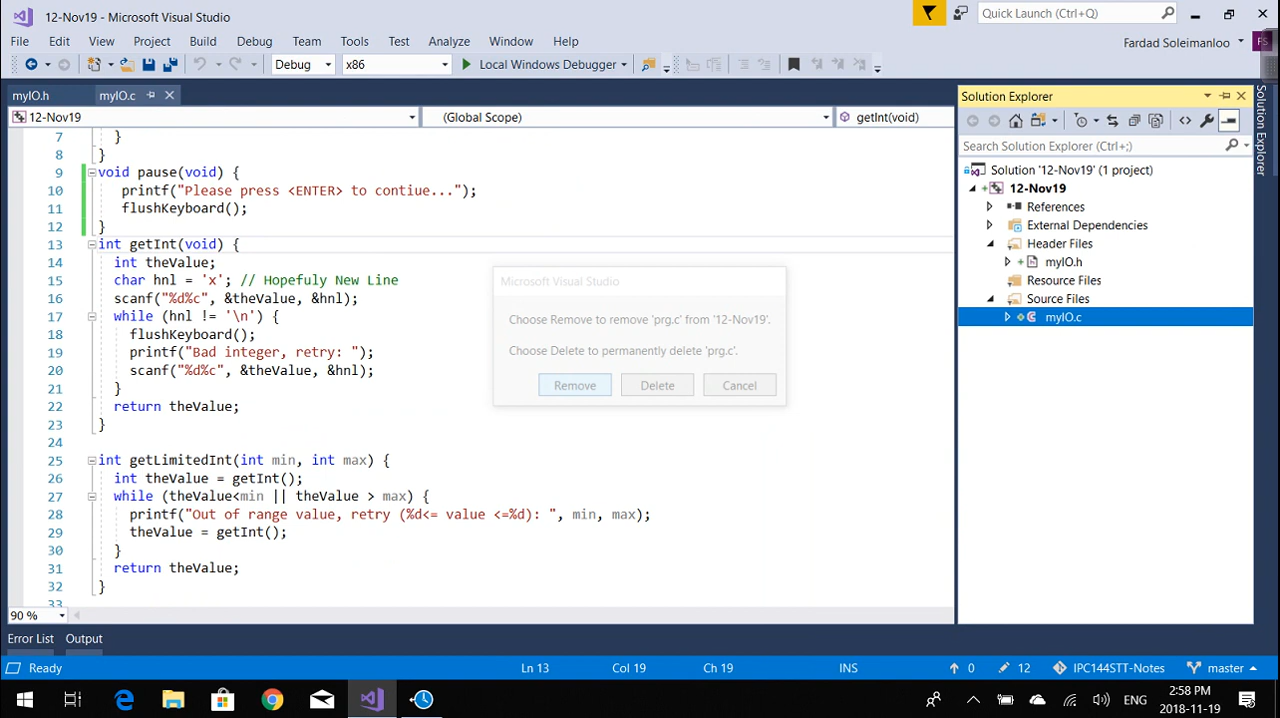 12-Nov19 - Microsoft Visual Studio
Quick Launch (Ctrl+Q)
File Edit View Project Build Debug Team Tools Test Analyze Window Help
Fardad Soleimanloo
FS
Debug x86 Local Windows Debugger
myIO.h myIO.c
12-Nov19 (Global Scope) getInt(void)
7 }
8 }
9 void pause(void) {
10 printf("Please press <ENTER> to contiue...");
11 flushKeyboard();
12 }
13 int getInt(void) {
14 int theValue;
15 char hnl = 'x'; // Hopefuly New Line
16 scanf("%d%c", &theValue, &hnl);
17 while (hnl != '\n') {
18 flushKeyboard();
19 printf("Bad integer, retry: ");
20 scanf("%d%c", &theValue, &hnl);
21 }
22 return theValue;
23 }
24
25 int getLimitedInt(int min, int max) {
26 int theValue = getInt();
27 while (theValue<min || theValue > max) {
28 printf("Out of range value, retry (%d<= value <=%d): ", min, max);
29 theValue = getInt();
30 }
31 return theValue;
32 }
33
90 %
Microsoft Visual Studio
Choose Remove to remove 'prg.c' from '12-Nov19'.
Choose Delete to permanently delete 'prg.c'.
Remove Delete Cancel
Solution Explorer
Search Solution Explorer (Ctrl+;)
Solution '12-Nov19' (1 project)
12-Nov19
References
External Dependencies
Header Files
myIO.h
Resource Files
Source Files
myIO.c
Solution Explorer
Error List Output
Ready Ln 13 Col 19 Ch 19 INS 0 12 IPC144STT-Notes master
ENG
2:58 PM
2018-11-19